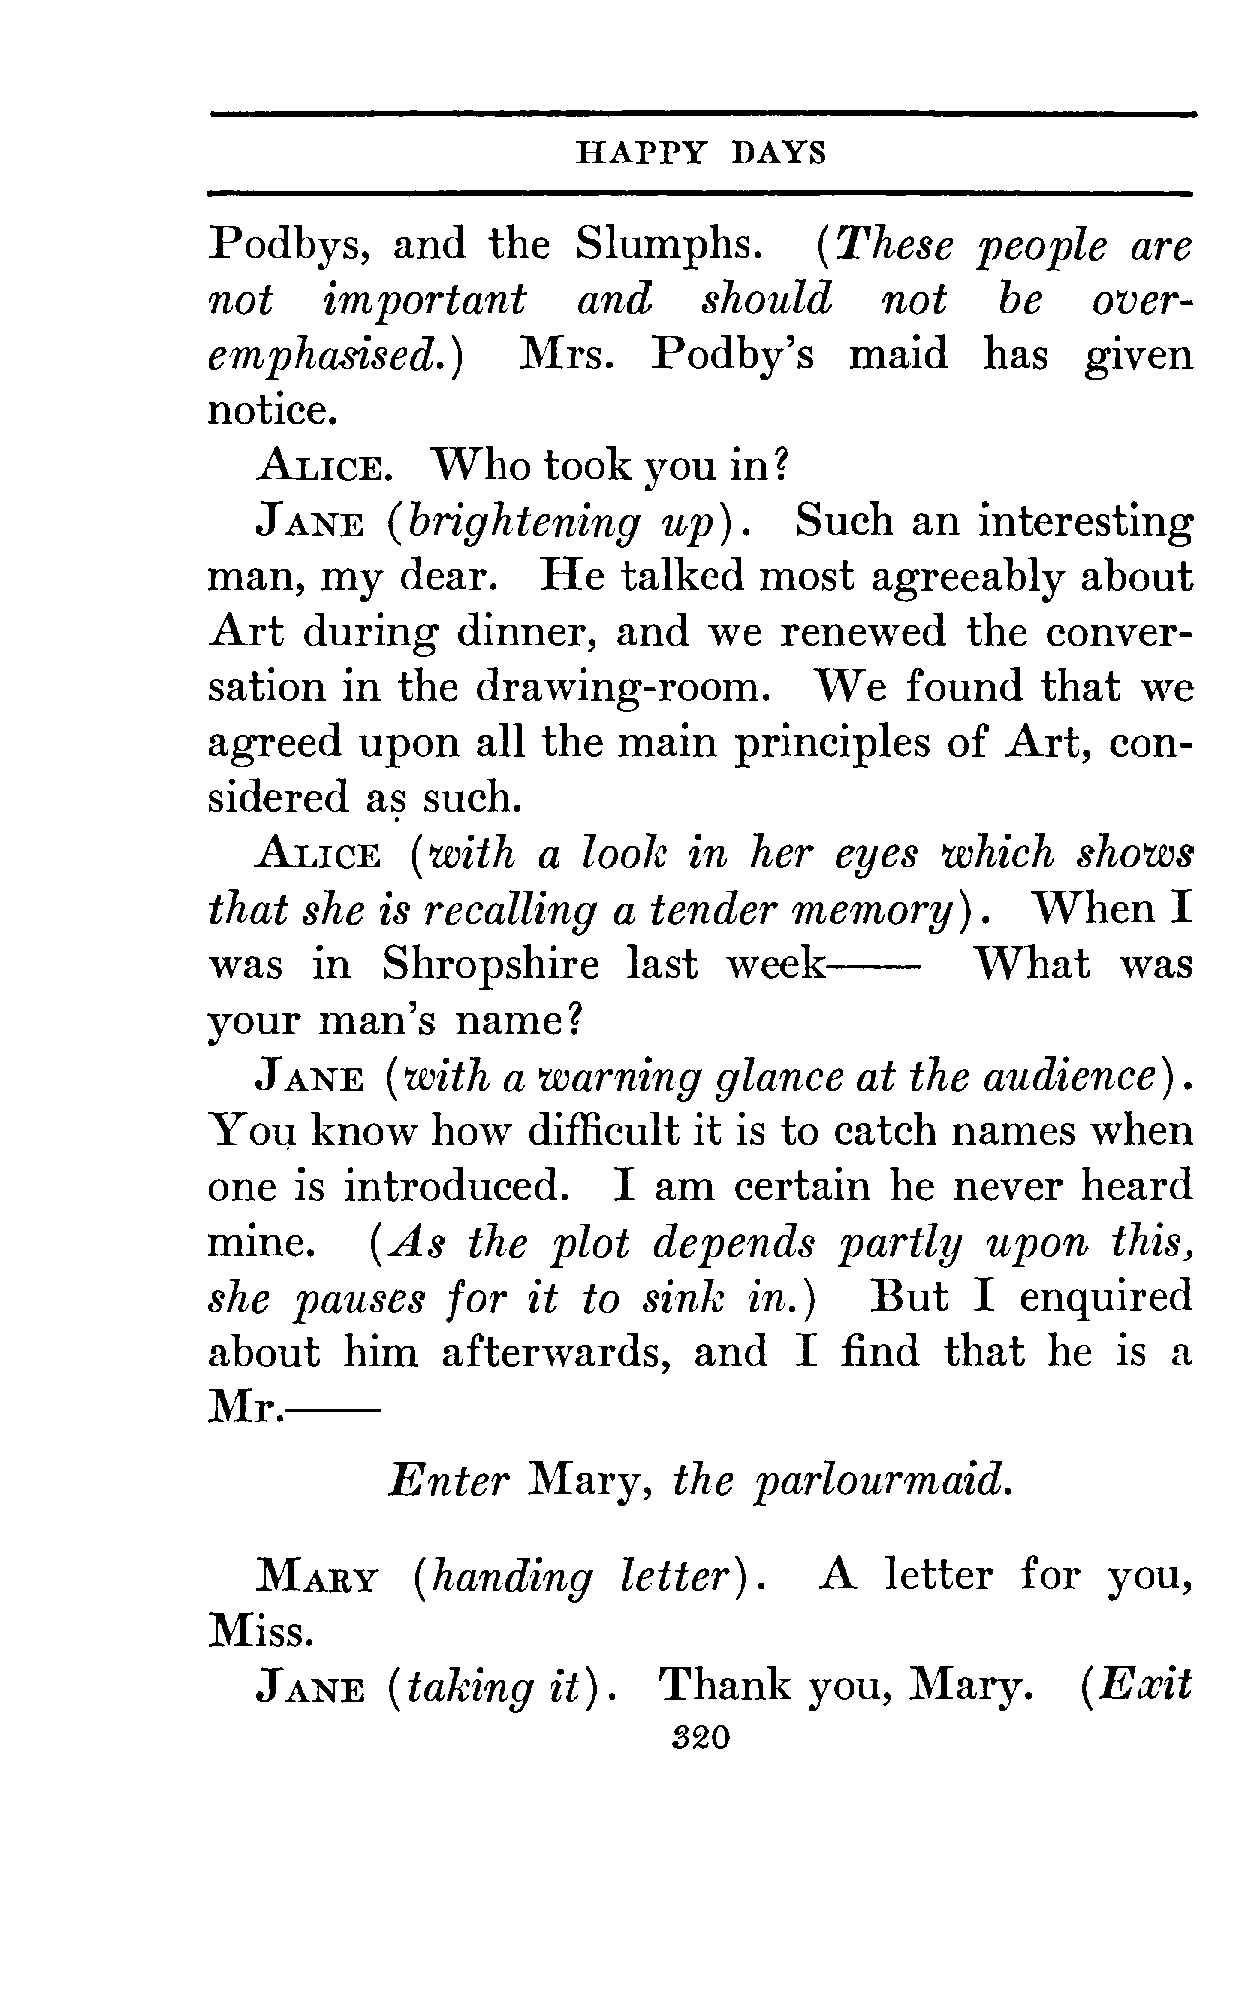 HAPPY DAYS
Podbys, and the Slumphs. (These people are
not important and should not be over-
emphasised.) Mrs. Podby's maid has given
notice.
ALICE. Who took you in?
JANE (brightening up). Such an interesting
man, my dear. He talked most agreeably about
Art during dinner, and we renewed the conver-
sation in the drawing-room. We found that we
agreed upon all the main principles of Art, con-
sidered as such.
ALICE (with a look in her eyes which shows
that she is recalling a tender memory). When I
was in Shropshire last week—— What was
your man's name?
JANE (with a warning glance at the audience).
You know how difficult it is to catch names when
one is introduced. I am certain he never heard
mine. (As the plot depends partly upon this,
she pauses for it to sink in.) But I enquired
about him afterwards, and I find that he is a
Mr.——
Enter Mary, the parlourmaid.
MARY (handing letter). A letter for you,
Miss.
JANE (taking it). Thank you, Mary. (Exit
320